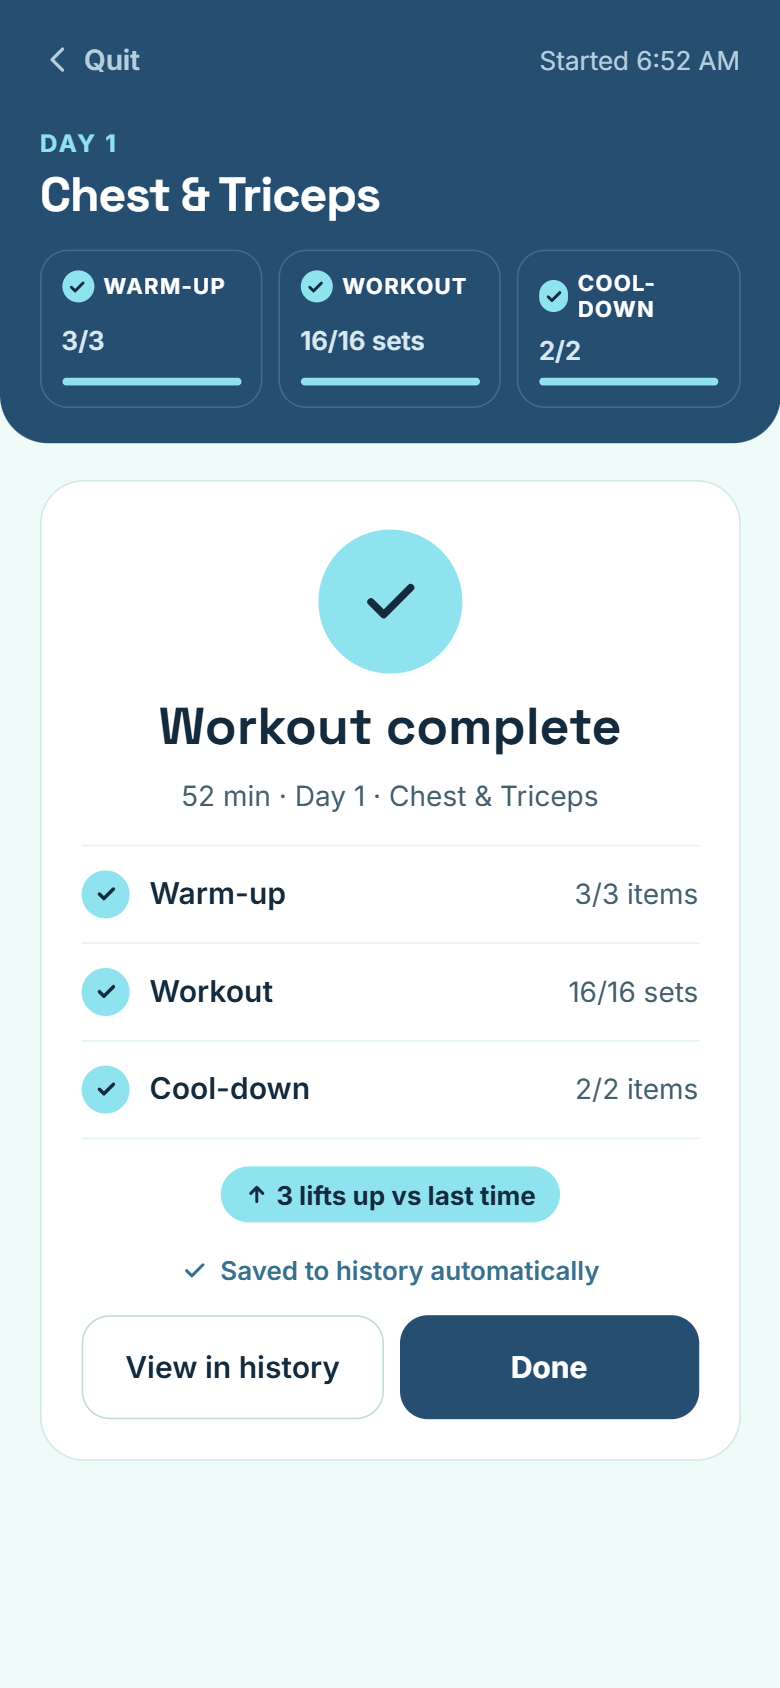 Quit
Started 6:52 AM
DAY 1
Chest & Triceps
WARM-UP
3/3
WORKOUT
16/16 sets
COOL-
DOWN
2/2
Workout complete
52 min · Day 1 · Chest & Triceps
Warm-up
3/3 items
Workout
16/16 sets
Cool-down
2/2 items
↑ 3 lifts up vs last time
Saved to history automatically
View in history
Done